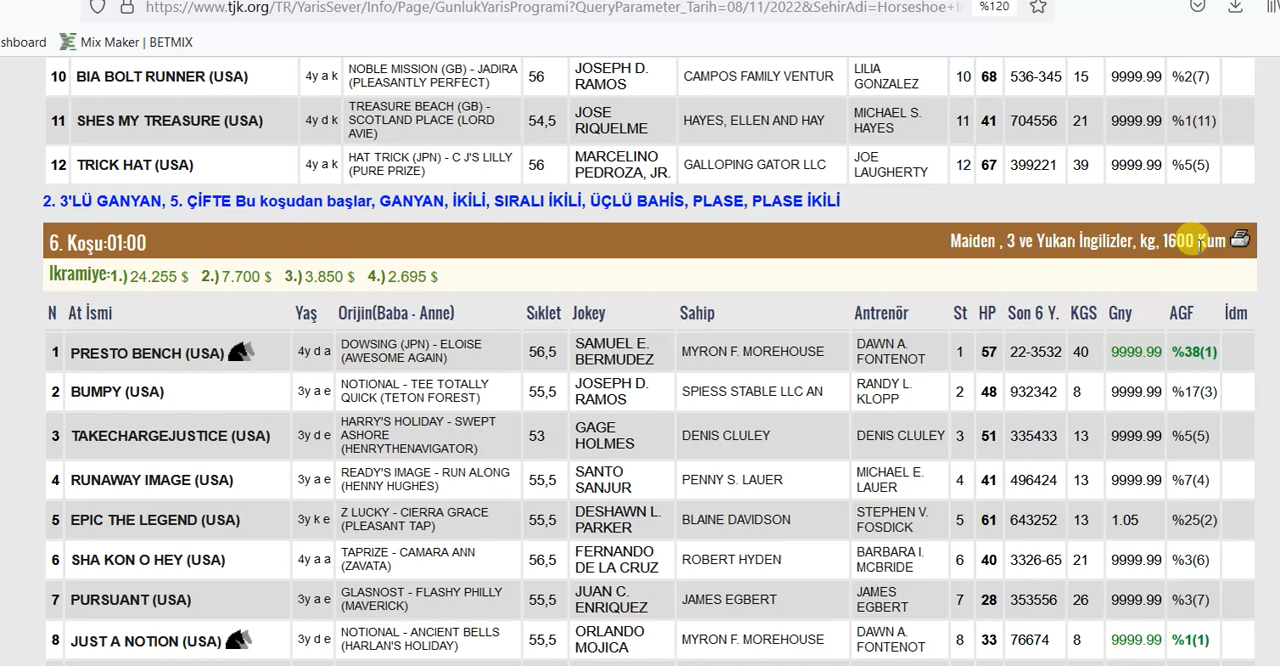 https://www.tjk.org/TR/YarisSever/Info/Page/GunlukYarisProgrami?QueryParameter_Tarih=08/11/2022&SehirAdi=Horseshoe+I
%120
shboard Mix Maker | BETMIX
10 BIA BOLT RUNNER (USA) 4y a k NOBLE MISSION (GB) - JADIRA (PLEASANTLY PERFECT) 56 JOSEPH D. RAMOS CAMPOS FAMILY VENTUR LILIA GONZALEZ 10 68 536-345 15 9999.99 %2(7)
11 SHES MY TREASURE (USA) 4y d k TREASURE BEACH (GB) - SCOTLAND PLACE (LORD AVIE) 54,5 JOSE RIQUELME HAYES, ELLEN AND HAY MICHAEL S. HAYES 11 41 704556 21 9999.99 %1(11)
12 TRICK HAT (USA) 4y a k HAT TRICK (JPN) - C J'S LILLY (PURE PRIZE) 56 MARCELINO PEDROZA, JR. GALLOPING GATOR LLC JOE LAUGHERTY 12 67 399221 39 9999.99 %5(5)
2. 3'LÜ GANYAN, 5. ÇİFTE Bu koşudan başlar, GANYAN, İKİLİ, SIRALI İKİLİ, ÜÇLÜ BAHİS, PLASE, PLASE İKİLİ
6. Koşu:01:00 Maiden , 3 ve Yukarı İngilizler, kg, 1600 Kum
İkramiye:1.) 24.255 $ 2.) 7.700 $ 3.) 3.850 $ 4.) 2.695 $
N At İsmi Yaş Orijin(Baba - Anne) Sıklet Jokey Sahip Antrenör St HP Son 6 Y. KGS Gny AGF İdm
1 PRESTO BENCH (USA) 4y d a DOWSING (JPN) - ELOISE (AWESOME AGAIN) 56,5 SAMUEL E. BERMUDEZ MYRON F. MOREHOUSE DAWN A. FONTENOT 1 57 22-3532 40 9999.99 %38(1)
2 BUMPY (USA) 3y a e NOTIONAL - TEE TOTALLY QUICK (TETON FOREST) 55,5 JOSEPH D. RAMOS SPIESS STABLE LLC AN RANDY L. KLOPP 2 48 932342 8 9999.99 %17(3)
3 TAKECHARGEJUSTICE (USA) 3y d e HARRY'S HOLIDAY - SWEPT ASHORE (HENRYTHENAVIGATOR) 53 GAGE HOLMES DENIS CLULEY DENIS CLULEY 3 51 335433 13 9999.99 %5(5)
4 RUNAWAY IMAGE (USA) 3y a e READY'S IMAGE - RUN ALONG (HENNY HUGHES) 55,5 SANTO SANJUR PENNY S. LAUER MICHAEL E. LAUER 4 41 496424 13 9999.99 %7(4)
5 EPIC THE LEGEND (USA) 3y k e Z LUCKY - CIERRA GRACE (PLEASANT TAP) 55,5 DESHAWN L. PARKER BLAINE DAVIDSON STEPHEN V. FOSDICK 5 61 643252 13 1.05 %25(2)
6 SHA KON O HEY (USA) 4y a a TAPRIZE - CAMARA ANN (ZAVATA) 56,5 FERNANDO DE LA CRUZ ROBERT HYDEN BARBARA I. MCBRIDE 6 40 3326-65 21 9999.99 %3(6)
7 PURSUANT (USA) 3y a e GLASNOST - FLASHY PHILLY (MAVERICK) 55,5 JUAN C. ENRIQUEZ JAMES EGBERT JAMES EGBERT 7 28 353556 26 9999.99 %3(7)
8 JUST A NOTION (USA) 3y d e NOTIONAL - ANCIENT BELLS (HARLAN'S HOLIDAY) 55,5 ORLANDO MOJICA MYRON F. MOREHOUSE DAWN A. FONTENOT 8 33 76674 8 9999.99 %1(1)